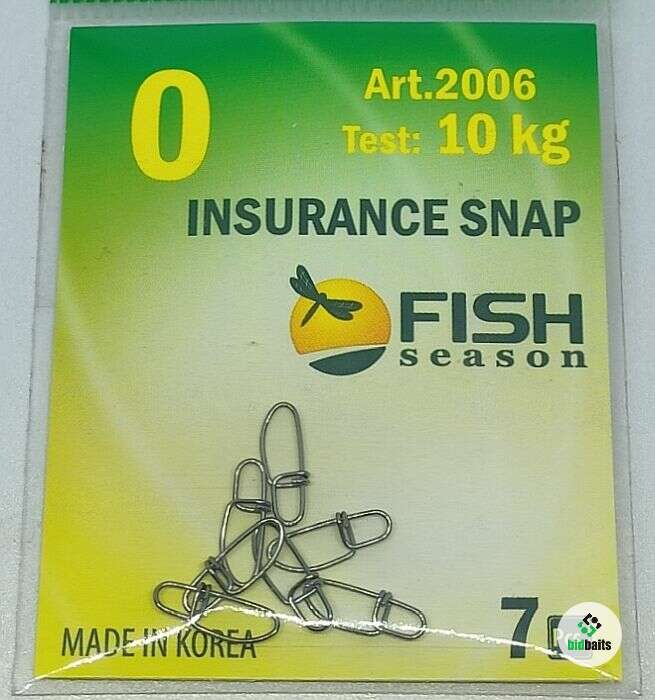 0
Art.2006
Test: 10 kg
INSURANCE SNAP
FISH
season
MADE IN KOREA
7
bidbaits